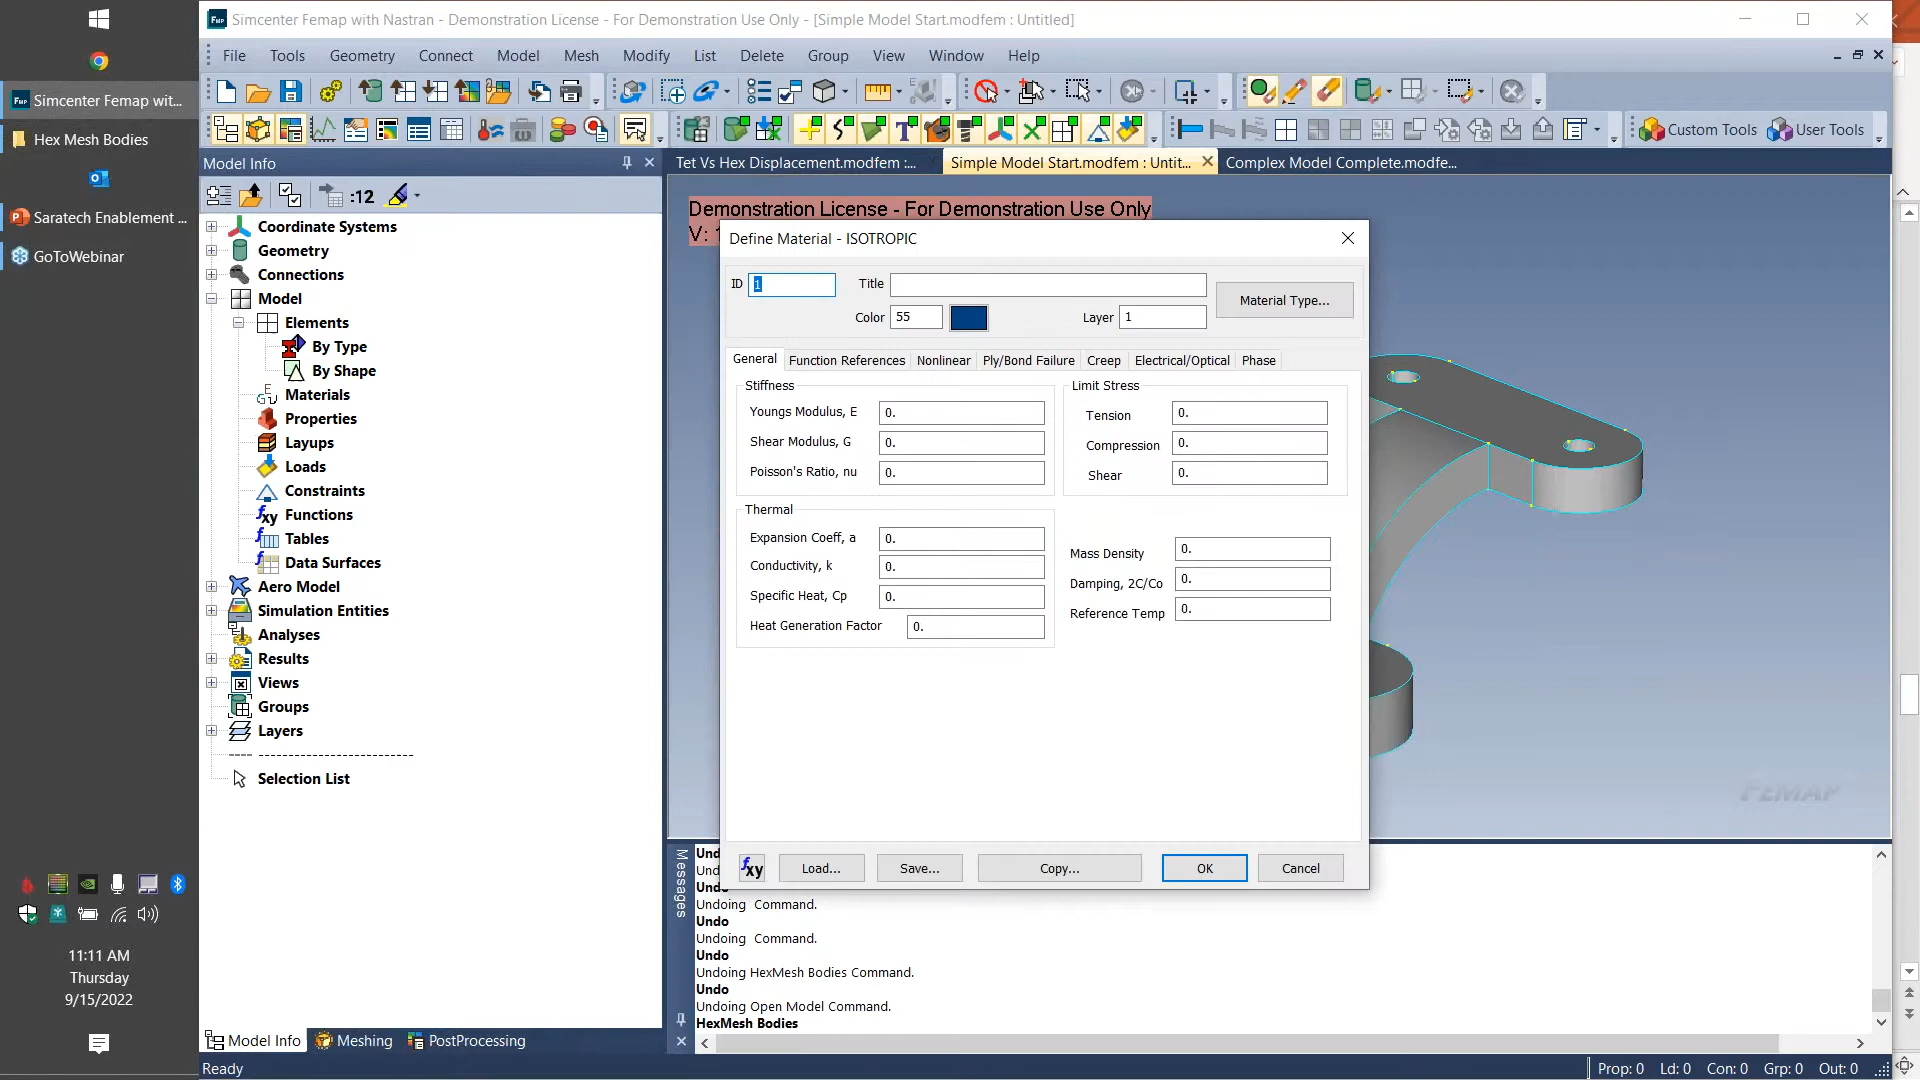 Simcenter Femap with Nastran - Demonstration License - For Demonstration Use Only - [Simple Model Start.modfem : Untitled]
File Tools Geometry Connect Model Mesh Modify List Delete Group View Window Help
Simcenter Femap wit...
Hex Mesh Bodies
Saratech Enablement ...
GoToWebinar
Custom Tools User Tools
Model Info
Tet Vs Hex Displacement.modfem :... Simple Model Start.modfem : Untit... Complex Model Complete.modfe...
:12
Coordinate Systems
Geometry
Connections
Model
Elements
By Type
By Shape
Materials
Properties
Layups
Loads
Constraints
Functions
Tables
Data Surfaces
Aero Model
Simulation Entities
Analyses
Results
Views
Groups
Layers
Selection List
Demonstration License - For Demonstration Use Only
V: 1
Define Material - ISOTROPIC
ID 1 Title Material Type...
Color 55 Layer 1
General Function References Nonlinear Ply/Bond Failure Creep Electrical/Optical Phase
Stiffness
Youngs Modulus, E 0.
Shear Modulus, G 0.
Poisson's Ratio, nu 0.
Limit Stress
Tension 0.
Compression 0.
Shear 0.
Thermal
Expansion Coeff, a 0.
Conductivity, k 0.
Specific Heat, Cp 0.
Heat Generation Factor 0.
Mass Density 0.
Damping, 2C/Co 0.
Reference Temp 0.
fxy Load... Save... Copy... OK Cancel
FEMAP
Messages
Und
Undoi
Undo
Undoing Command.
Undo
Undoing Command.
Undo
Undoing HexMesh Bodies Command.
Undo
Undoing Open Model Command.
HexMesh Bodies
Model Info Meshing PostProcessing
Ready
Prop: 0 Ld: 0 Con: 0 Grp: 0 Out: 0
11:11 AM
Thursday
9/15/2022